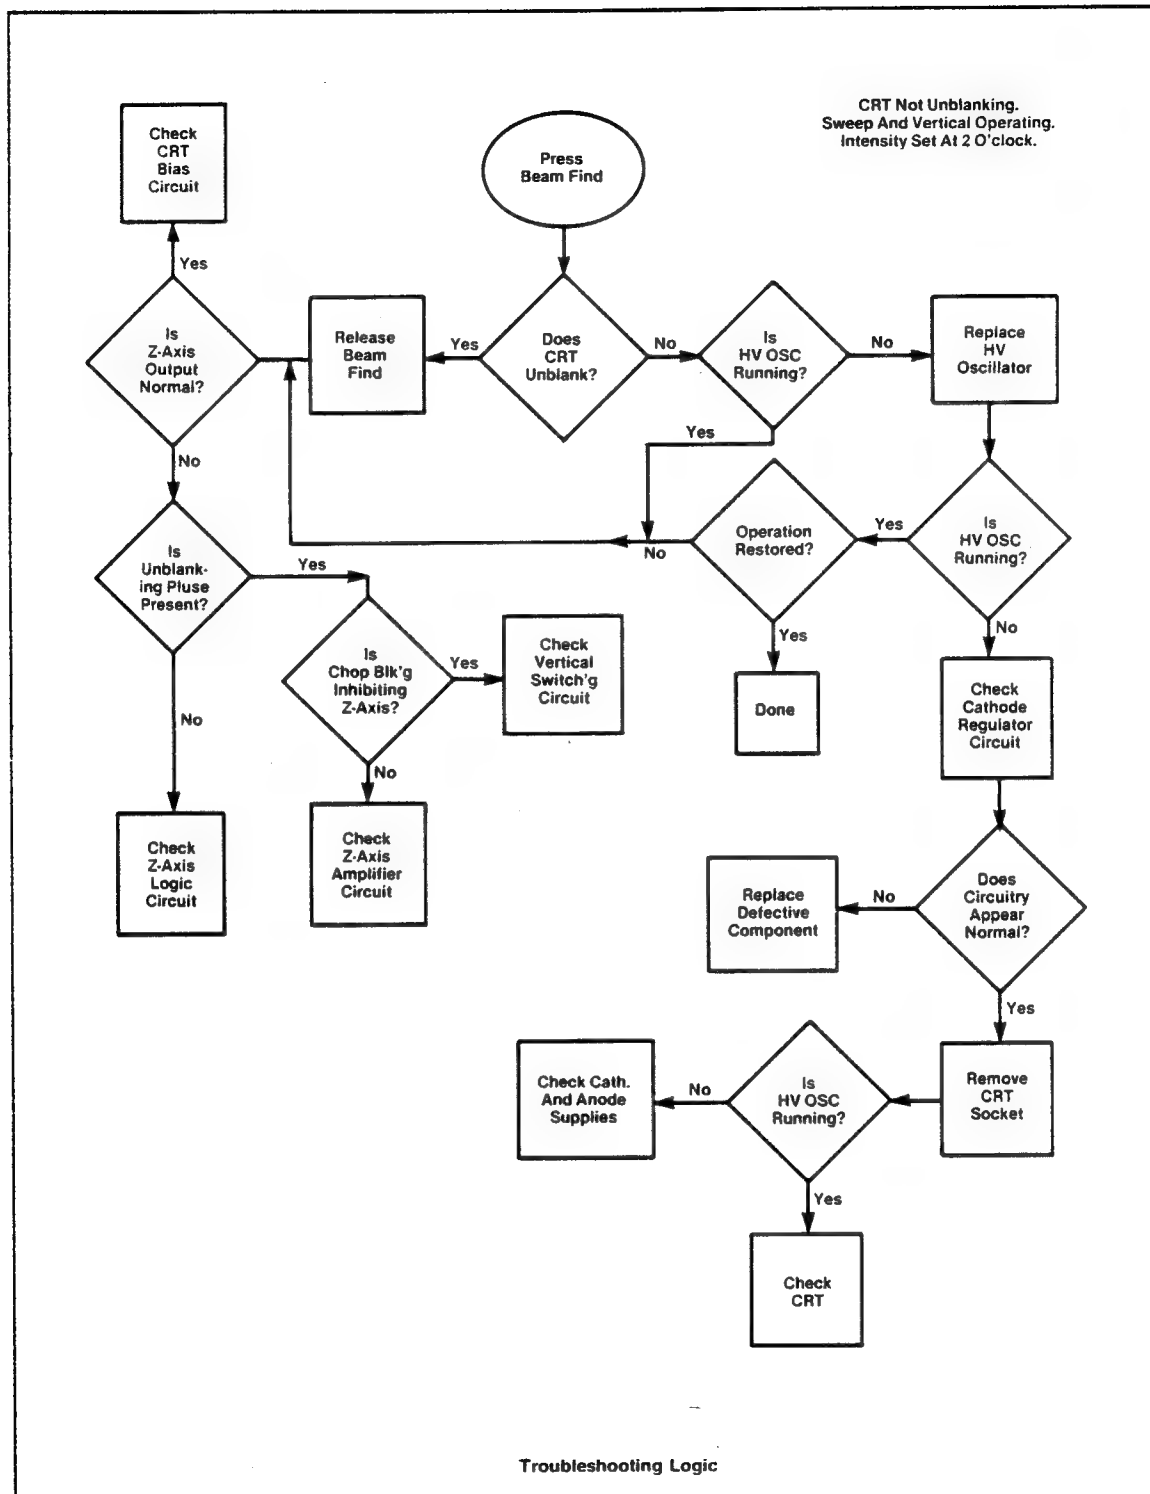 CRT Not Unblanking.
Sweep And Vertical Operating.
Intensity Set At 2 O'clock.
Press
Beam Find
Check
CRT
Bias
Circuit
Yes
Is
Z-Axis
Output
Normal?
Release
Beam
Find
Yes
Does
CRT
Unblank?
No
Is
HV OSC
Running?
No
Replace
HV
Oscillator
Yes
No
Is
Unblank-
ing Pluse
Present?
Yes
No
Operation
Restored?
Yes
Is
HV OSC
Running?
No
Is
Chop Blk'g
Inhibiting
Z-Axis?
Yes
Check
Vertical
Switch'g
Circuit
Yes
Done
No
Check
Cathode
Regulator
Circuit
No
Check
Z-Axis
Logic
Circuit
Check
Z-Axis
Amplifier
Circuit
Replace
Defective
Component
No
Does
Circuitry
Appear
Normal?
Yes
Check Cath.
And Anode
Supplies
No
Is
HV OSC
Running?
Remove
CRT
Socket
Yes
Check
CRT
Troubleshooting Logic